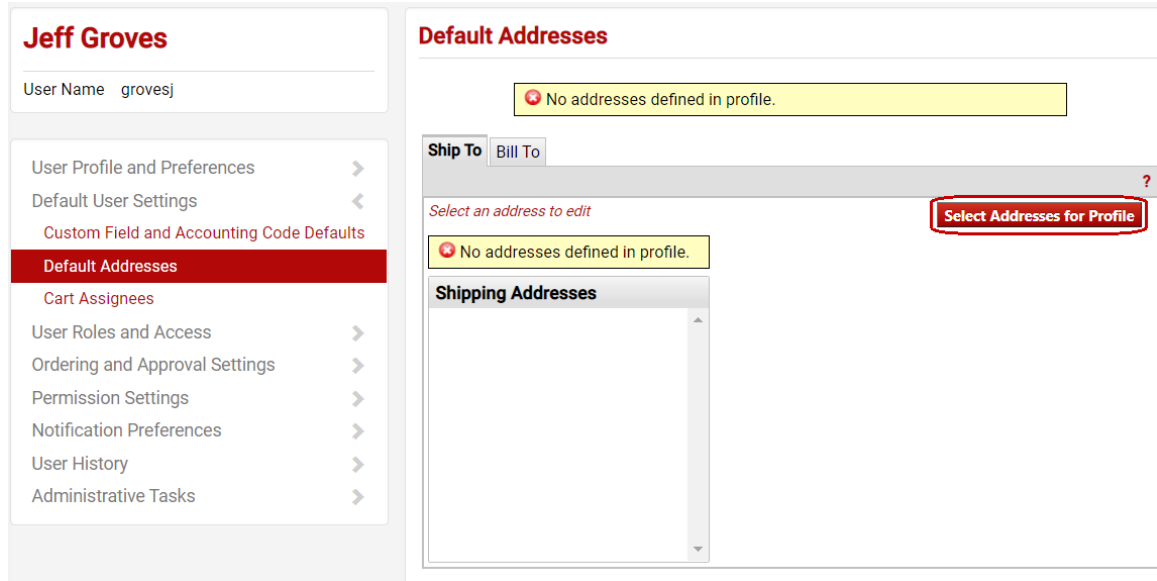 Jeff Groves
User Name grovesj
User Profile and Preferences
Default User Settings
Custom Field and Accounting Code Defaults
Default Addresses
Cart Assignees
User Roles and Access
Ordering and Approval Settings
Permission Settings
Notification Preferences
User History
Administrative Tasks
Default Addresses
No addresses defined in profile.
Ship To Bill To
?
Select an address to edit
Select Addresses for Profile
No addresses defined in profile.
Shipping Addresses